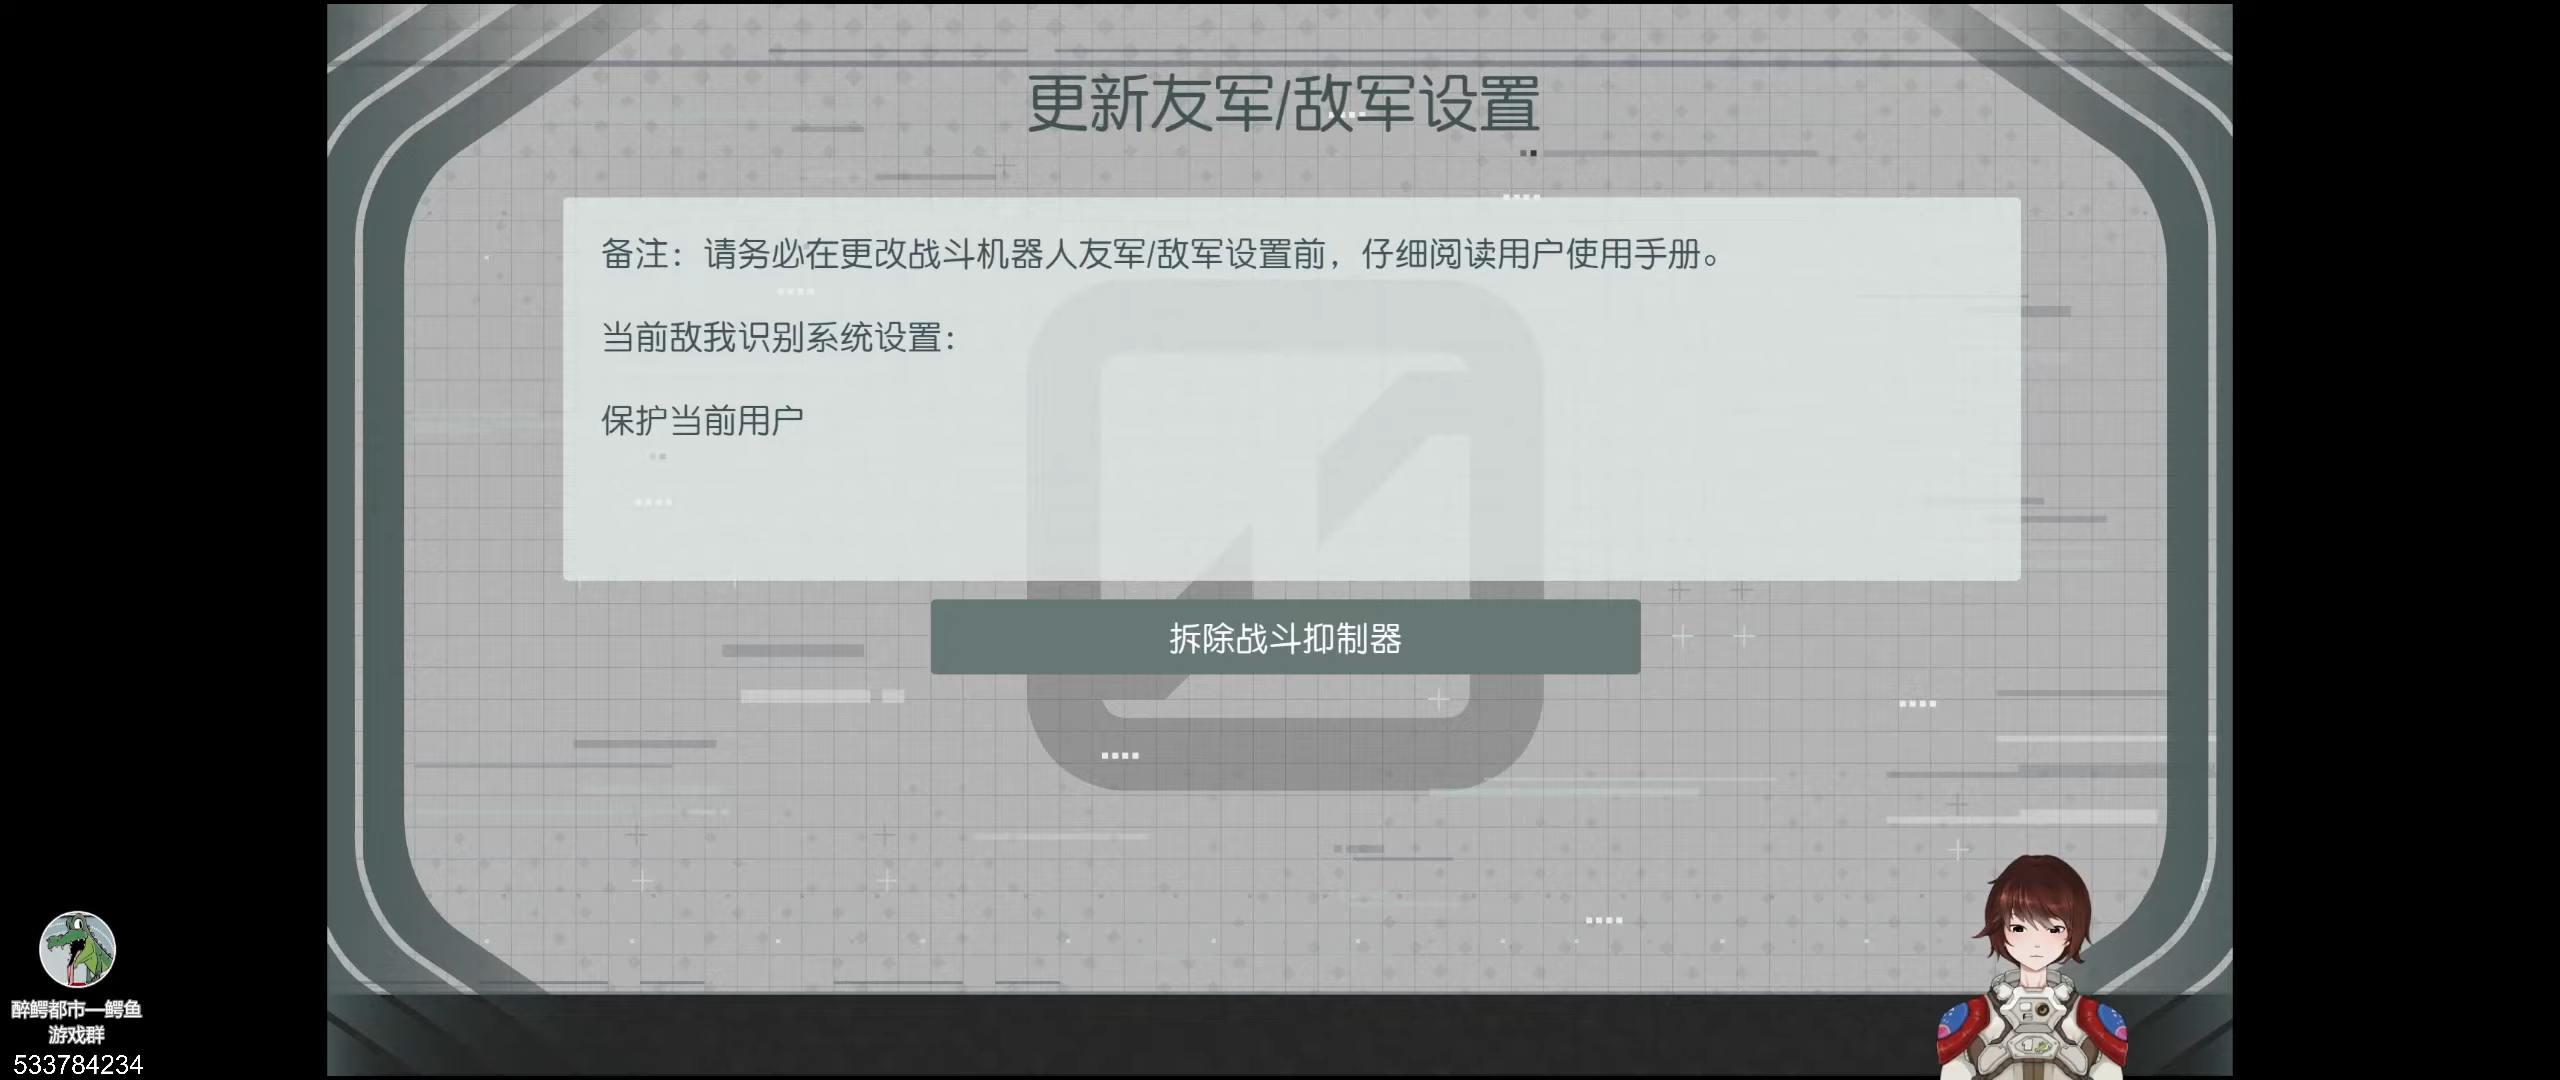 更新友军/敌军设置
备注：请务必在更改战斗机器人友军/敌军设置前，仔细阅读用户使用手册。
当前敌我识别系统设置：
保护当前用户
拆除战斗抑制器
醉鳄都市—鳄鱼
游戏群
533784234